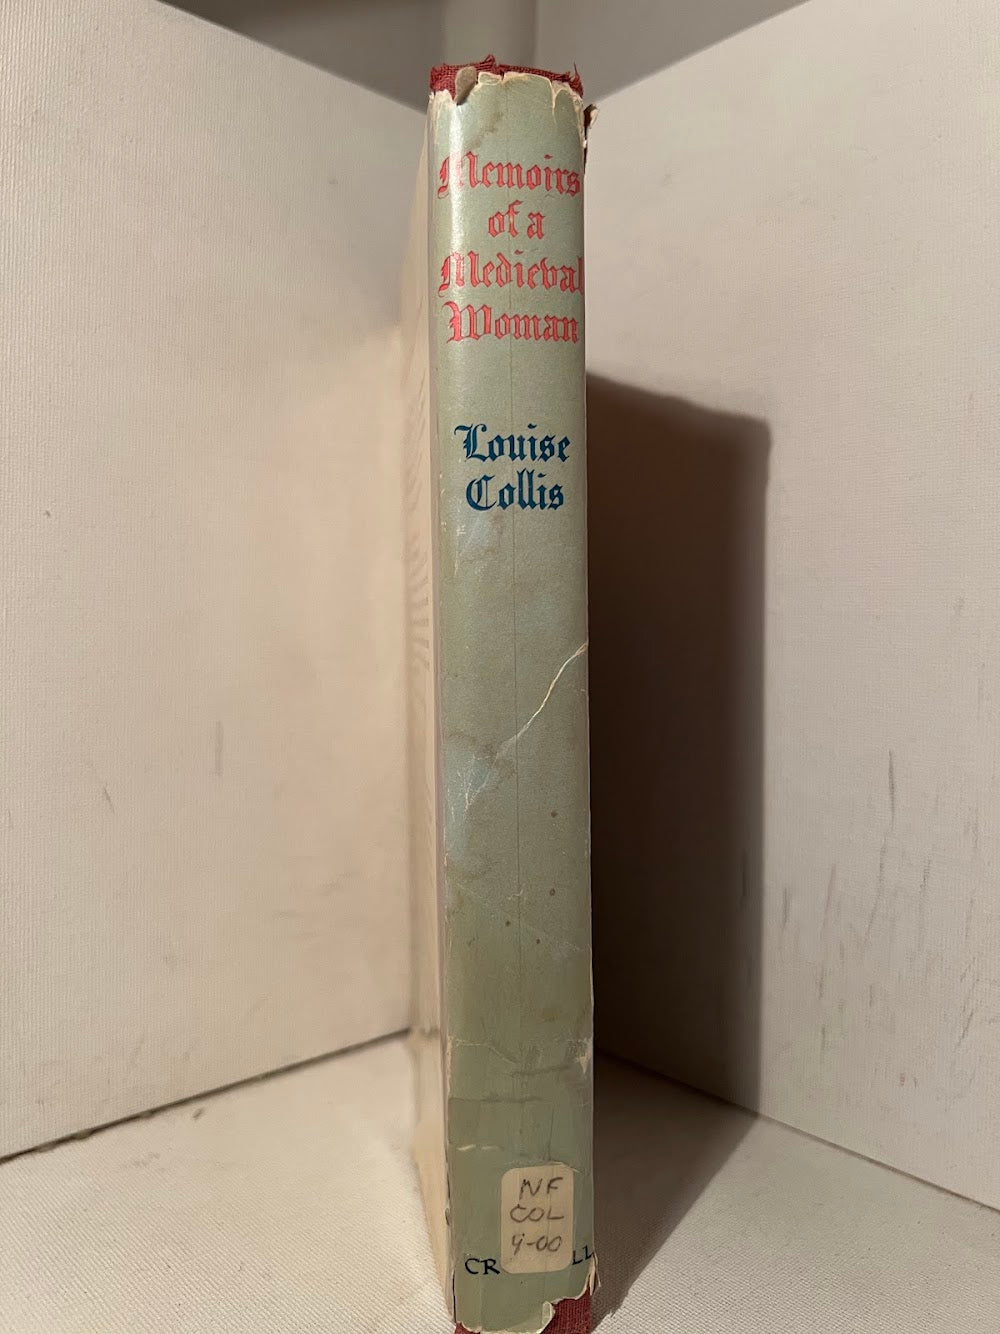 Memoirs
of a
Medieval
Woman
Louise
Collis
NF
COL
4-00
CR LL